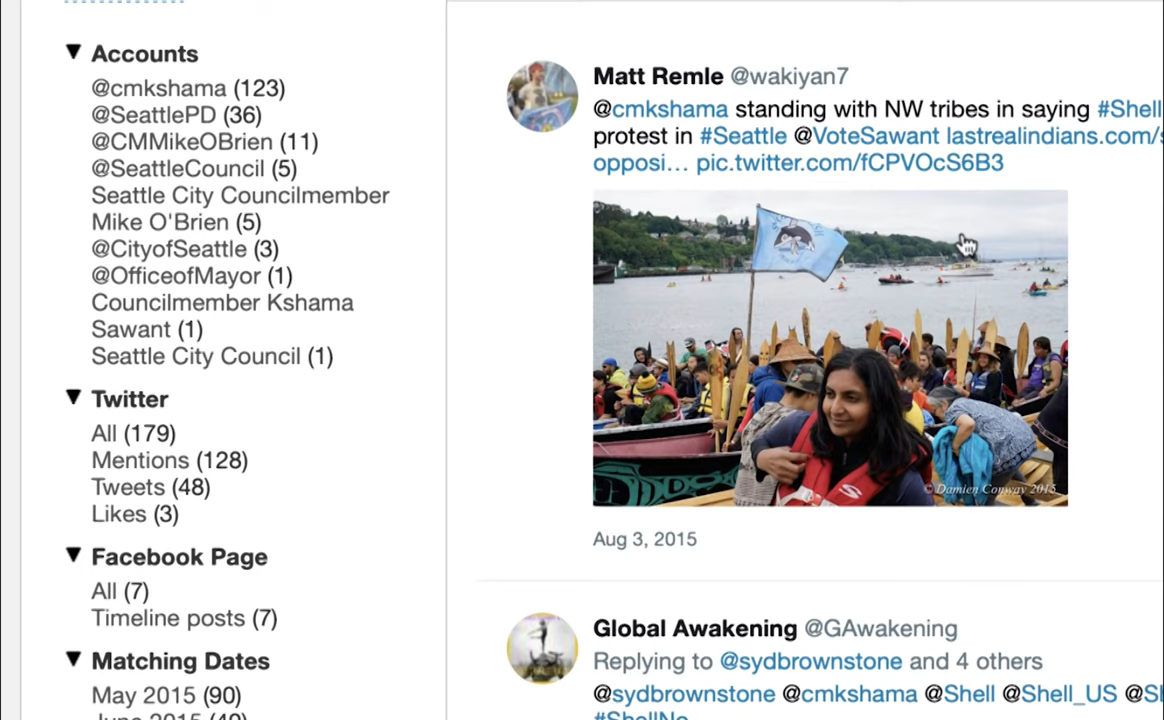 ▼ Accounts
@cmkshama (123)
@SeattlePD (36)
@CMMikeOBrien (11)
@SeattleCouncil (5)
Seattle City Councilmember
Mike O'Brien (5)
@CityofSeattle (3)
@OfficeofMayor (1)
Councilmember Kshama
Sawant (1)
Seattle City Council (1)
▼ Twitter
All (179)
Mentions (128)
Tweets (48)
Likes (3)
▼ Facebook Page
All (7)
Timeline posts (7)
▼ Matching Dates
May 2015 (90)
June 2015 (40)
Matt Remle @wakiyan7
@cmkshama standing with NW tribes in saying #Shell
protest in #Seattle @VoteSawant lastrealindians.com/s
opposi… pic.twitter.com/fCPVOcS6B3
© Damien Conway 2015
Aug 3, 2015
Global Awakening @GAwakening
Replying to @sydbrownstone and 4 others
@sydbrownstone @cmkshama @Shell @Shell_US @Sh
#ShellNo